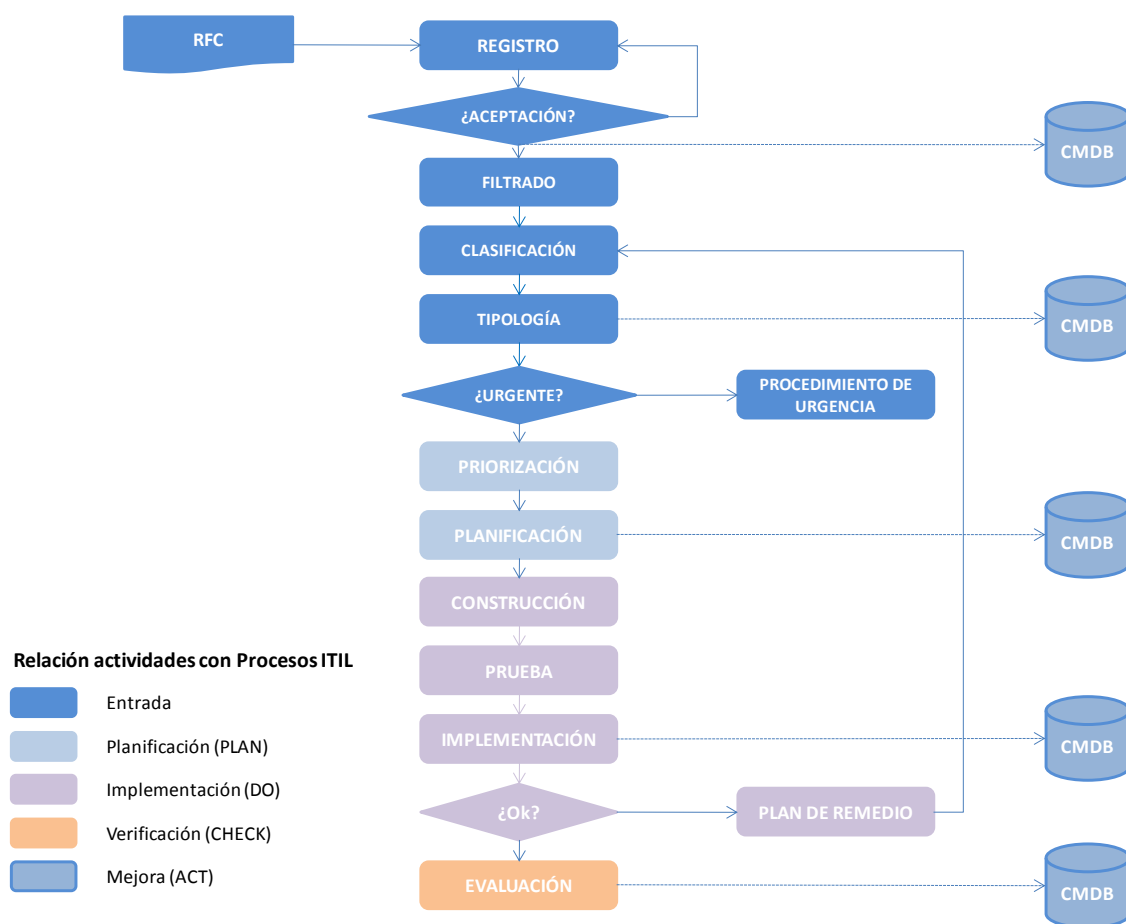 RFC
REGISTRO
¿ACEPTACIÓN?
CMDB
FILTRADO
CLASIFICACIÓN
TIPOLOGÍA
CMDB
¿URGENTE?
PROCEDIMIENTO DE
URGENCIA
PRIORIZACIÓN
PLANIFICACIÓN
CMDB
CONSTRUCCIÓN
PRUEBA
IMPLEMENTACIÓN
CMDB
¿Ok?
PLAN DE REMEDIO
EVALUACIÓN
CMDB
Relación actividades con Procesos ITIL
Entrada
Planificación (PLAN)
Implementación (DO)
Verificación (CHECK)
Mejora (ACT)